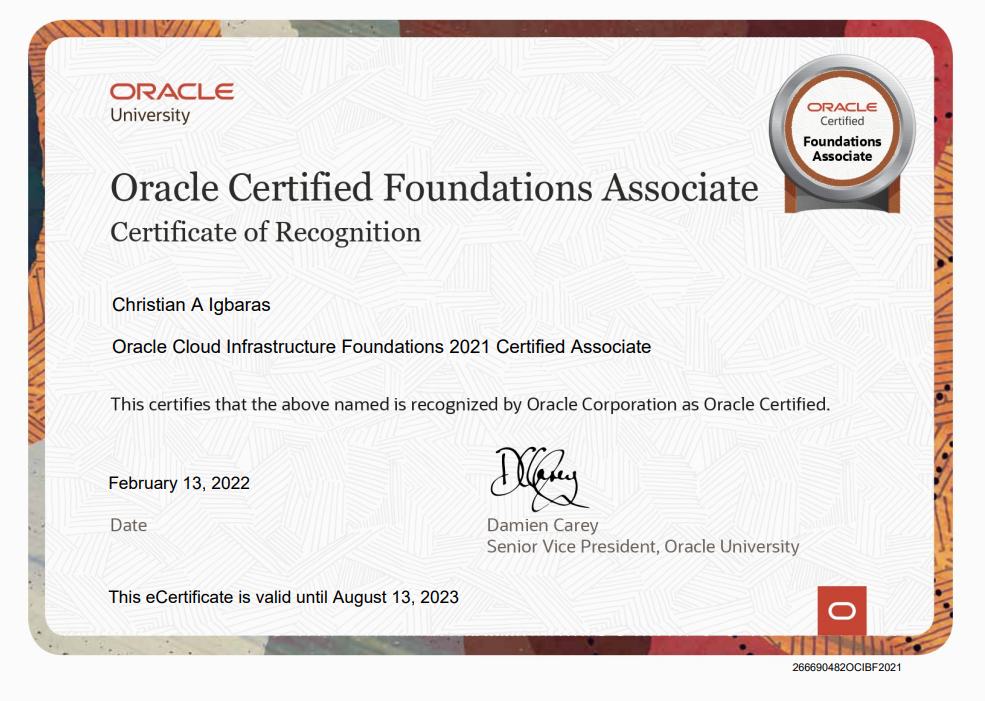 ORACLE
University
ORACLE
Certified
Foundations
Associate
Oracle Certified Foundations Associate
Certificate of Recognition
Christian A Igbaras
Oracle Cloud Infrastructure Foundations 2021 Certified Associate
This certifies that the above named is recognized by Oracle Corporation as Oracle Certified.
February 13, 2022
Date
DCarey
Damien Carey
Senior Vice President, Oracle University
This eCertificate is valid until August 13, 2023
266690482OCIBF2021